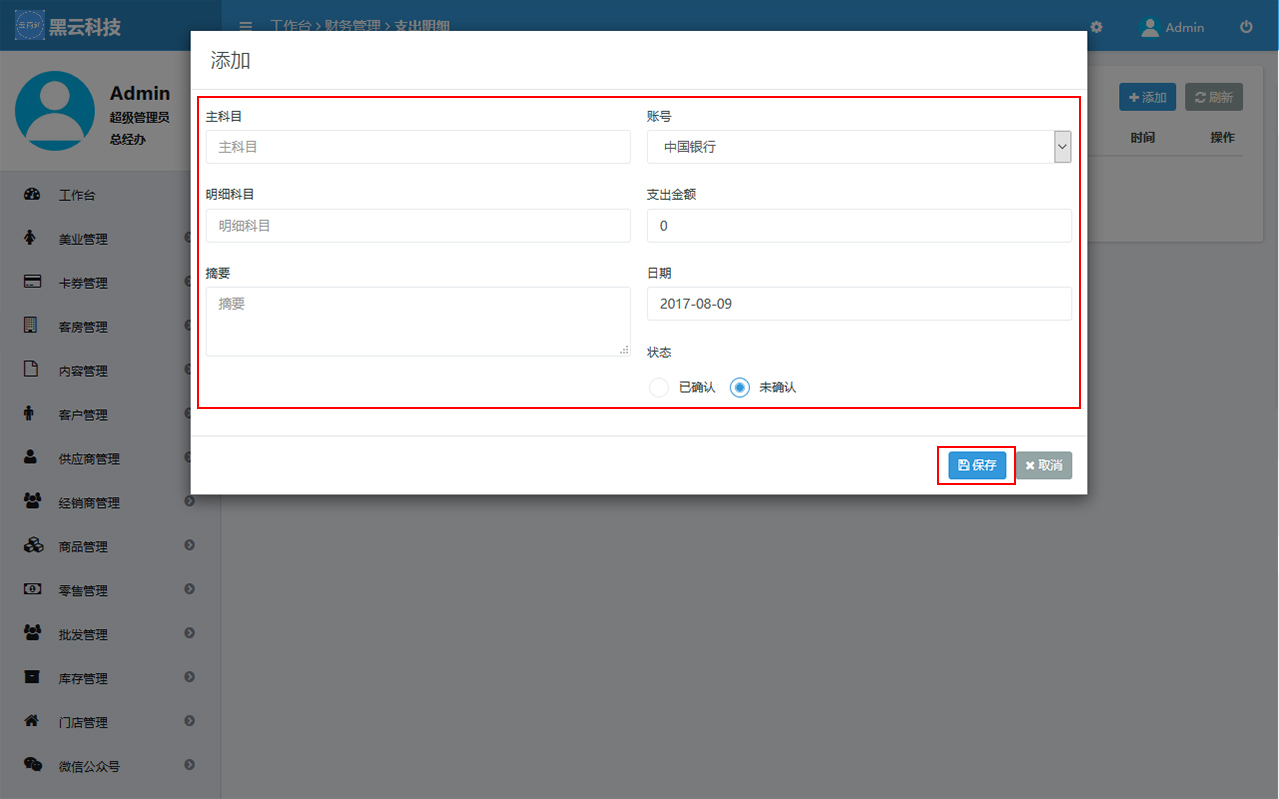 黑云科技
工作台 > 财务管理 > 支出明细
Admin
Admin
超级管理员
总经办
工作台
美业管理
卡券管理
客房管理
内容管理
客户管理
供应商管理
经销商管理
商品管理
零售管理
批发管理
库存管理
门店管理
微信公众号
添加 刷新
时间 操作
添加
主科目
主科目
账号
中国银行
明细科目
明细科目
支出金额
0
摘要
摘要
日期
2017-08-09
状态
已确认 未确认
保存 取消